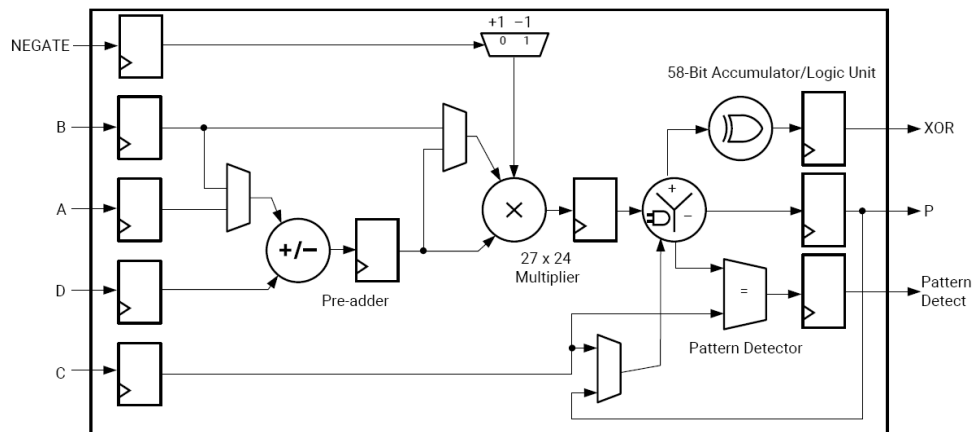 +1 −1
0 1
NEGATE
58-Bit Accumulator/Logic Unit
B
XOR
+
A
×
−
P
+/−
27 x 24
Multiplier
Pre-adder
D
=
Pattern
Detect
Pattern Detector
C